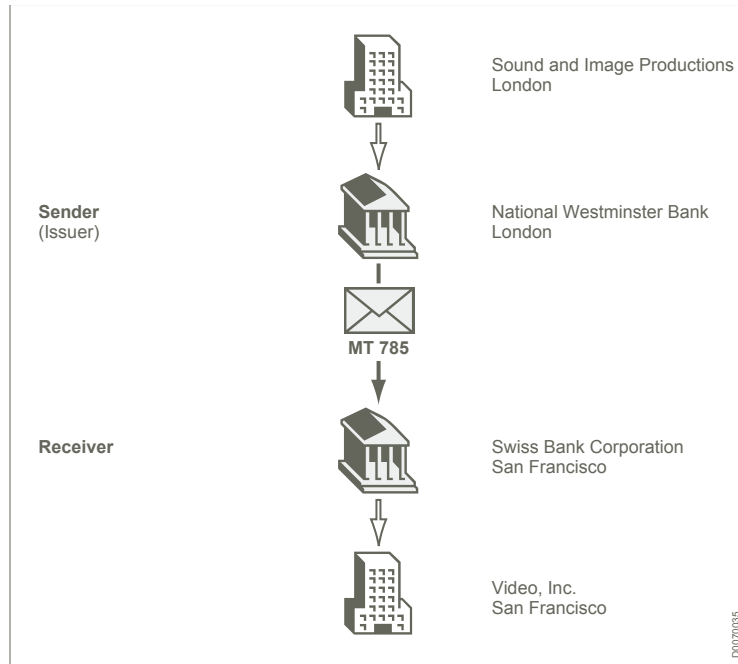 Sound and Image Productions
London
Sender
(Issuer)
National Westminster Bank
London
MT 785
Receiver
Swiss Bank Corporation
San Francisco
Video, Inc.
San Francisco
D0070035